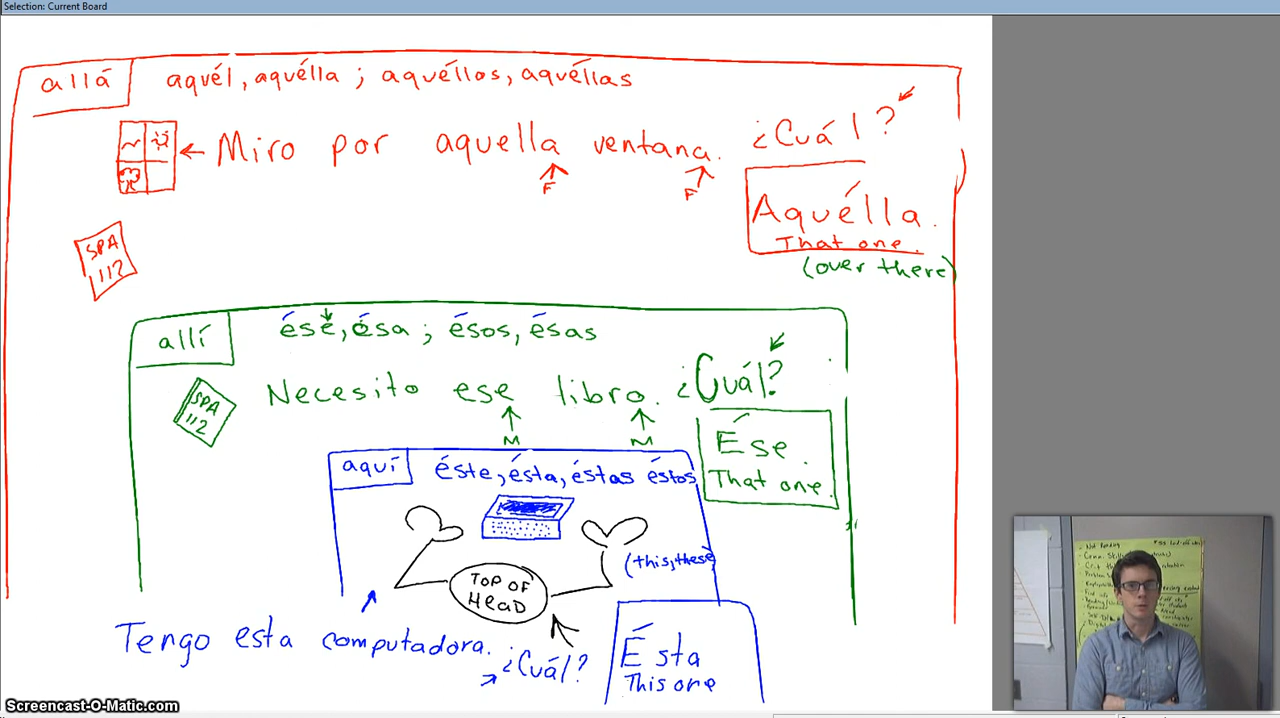 Selection: Current Board
allá
aquél, aquélla ; aquéllos, aquéllas
Miro por aquella ventana. ¿Cuál?
F
F
Aquélla.
That one.
(over there)
SPA
112
allí
ése, ésa ; ésos, ésas
Necesito ese libro. ¿Cuál?
SPA
112
M
M
Ése.
That one.
aquí
éste, ésta, éstas éstos
(this, these)
TOP OF
HEAD
Tengo esta computadora.
¿Cuál?
Ésta
This one
Screencast-O-Matic.com